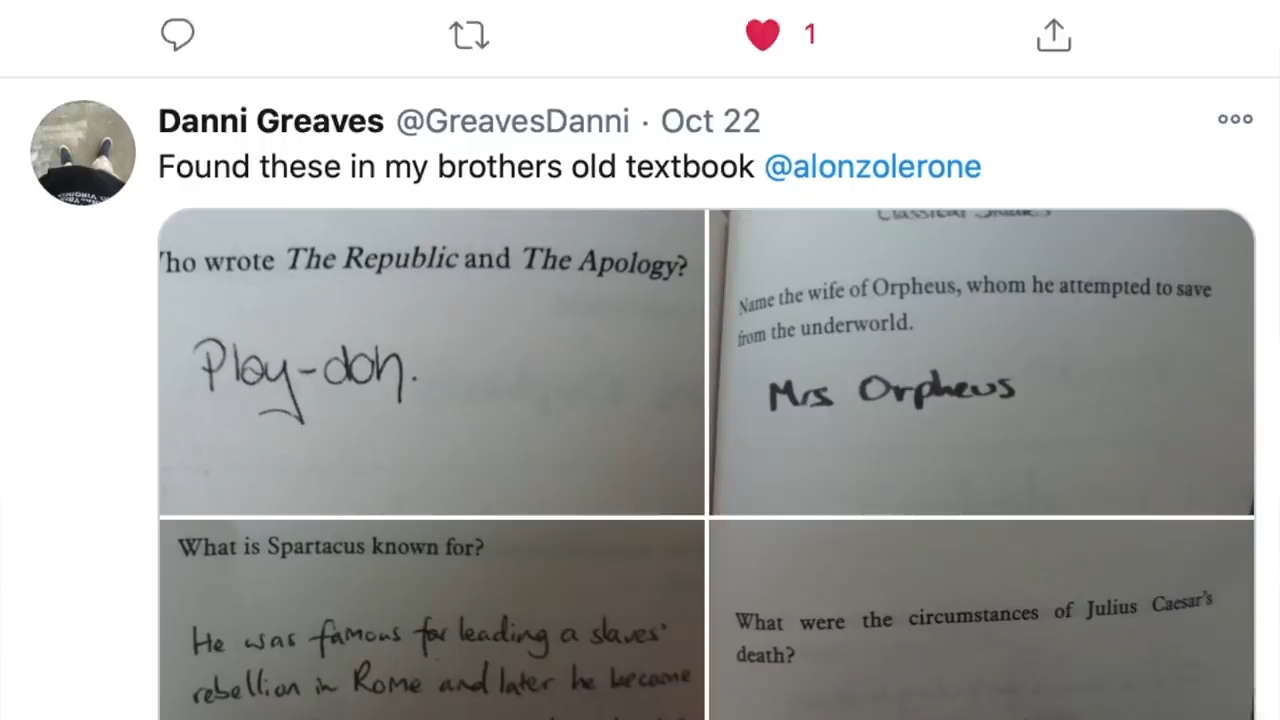 1
Danni Greaves @GreavesDanni · Oct 22
Found these in my brothers old textbook @alonzolerone
ho wrote The Republic and The Apology?
Play-doh.
Classical Studies
Name the wife of Orpheus, whom he attempted to save
from the underworld.
Mrs Orpheus
What is Spartacus known for?
He was famous for leading a slaves'
rebellion in Rome and later he became
What were the circumstances of Julius Caesar's
death?